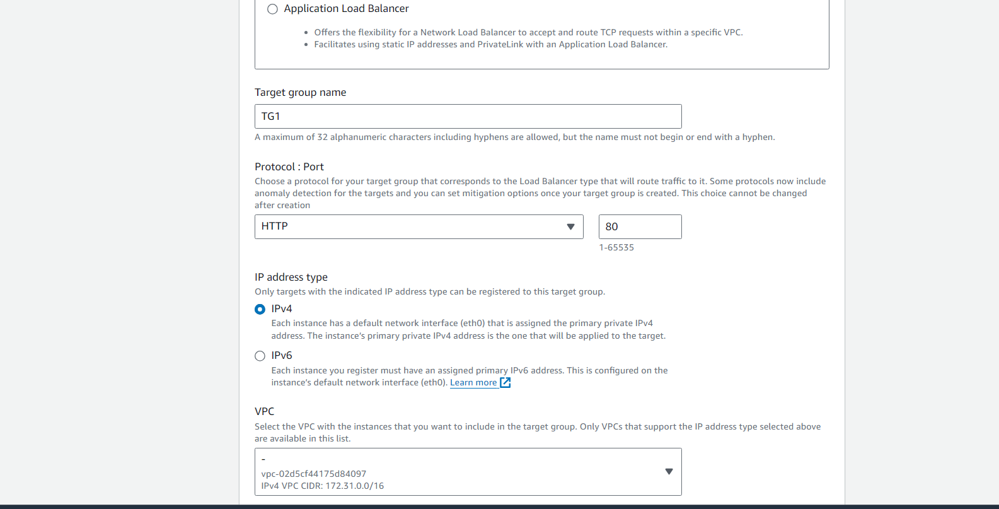 Application Load Balancer
• Offers the flexibility for a Network Load Balancer to accept and route TCP requests within a specific VPC.
• Facilitates using static IP addresses and PrivateLink with an Application Load Balancer.
Target group name
TG1
A maximum of 32 alphanumeric characters including hyphens are allowed, but the name must not begin or end with a hyphen.
Protocol : Port
Choose a protocol for your target group that corresponds to the Load Balancer type that will route traffic to it. Some protocols now include
anomaly detection for the targets and you can set mitigation options once your target group is created. This choice cannot be changed
after creation
HTTP
80
1-65535
IP address type
Only targets with the indicated IP address type can be registered to this target group.
IPv4
Each instance has a default network interface (eth0) that is assigned the primary private IPv4
address. The instance's primary private IPv4 address is the one that will be applied to the target.
IPv6
Each instance you register must have an assigned primary IPv6 address. This is configured on the
instance's default network interface (eth0). Learn more
VPC
Select the VPC with the instances that you want to include in the target group. Only VPCs that support the IP address type selected above
are available in this list.
-
vpc-02d5cf44175d84097
IPv4 VPC CIDR: 172.31.0.0/16